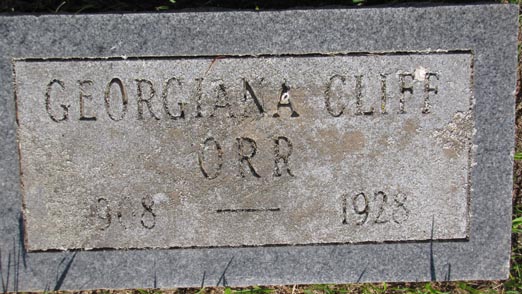 GEORGIANA CLIFF
ORR
1908 — 1928